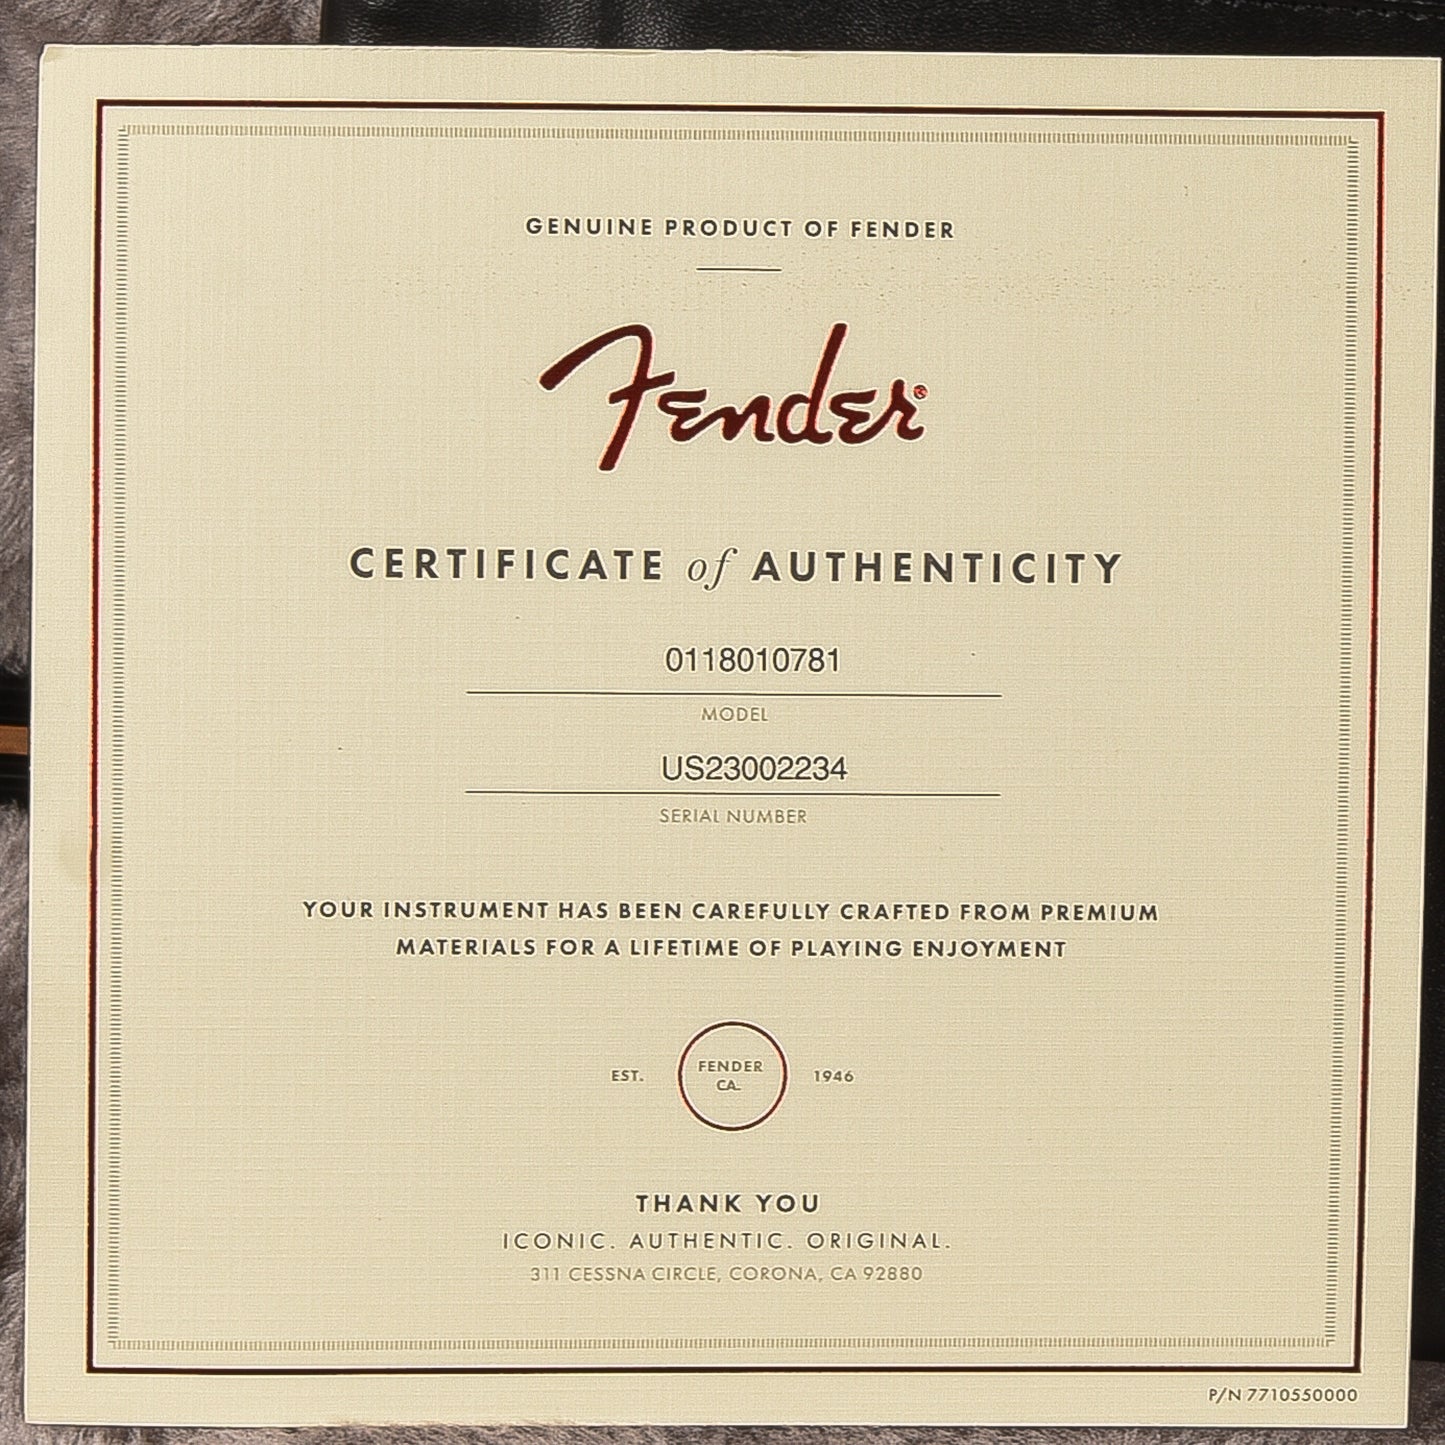 GENUINE PRODUCT OF FENDER
Fender®
CERTIFICATE of AUTHENTICITY
0118010781
MODEL
US23002234
SERIAL NUMBER
YOUR INSTRUMENT HAS BEEN CAREFULLY CRAFTED FROM PREMIUM
MATERIALS FOR A LIFETIME OF PLAYING ENJOYMENT
EST. FENDER CA. 1946
THANK YOU
ICONIC. AUTHENTIC. ORIGINAL.
311 CESSNA CIRCLE, CORONA, CA 92880
P/N 7710550000